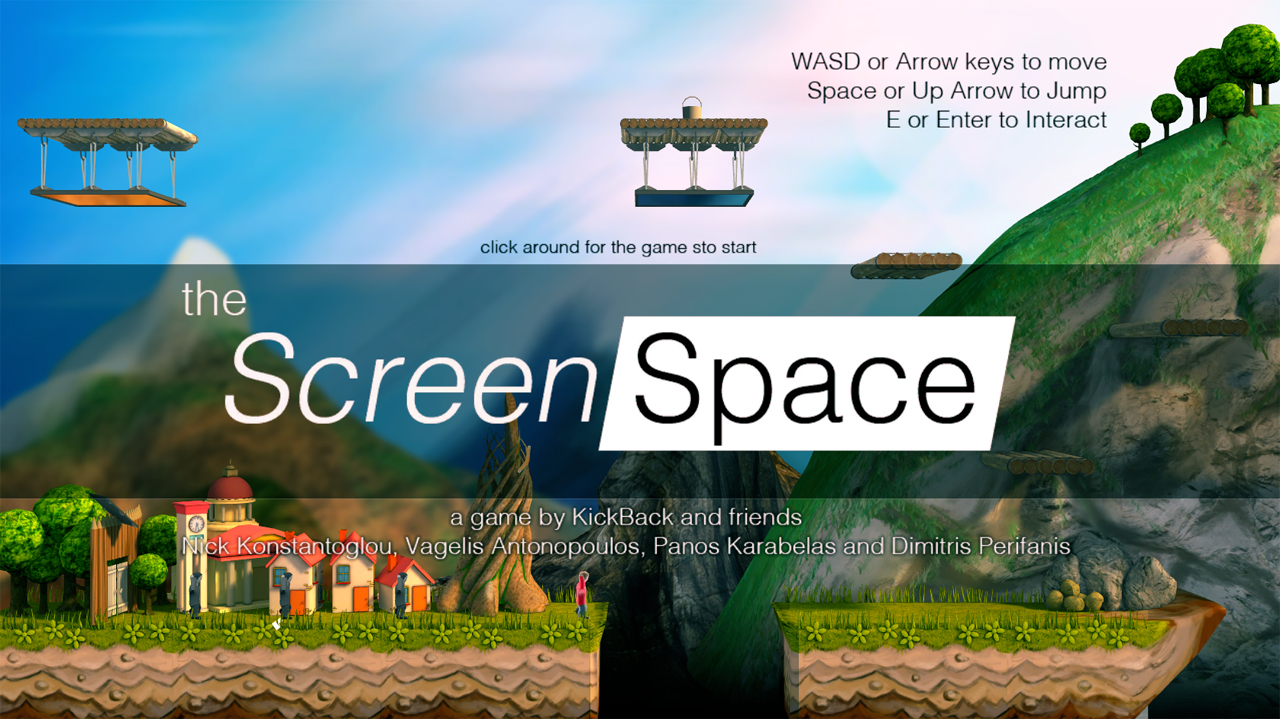 WASD or Arrow keys to move
Space or Up Arrow to Jump
E or Enter to Interact
click around for the game sto start
the
Screen Space
a game by KickBack and friends
Nick Konstantoglou, Vagelis Antonopoulos, Panos Karabelas and Dimitris Perifanis